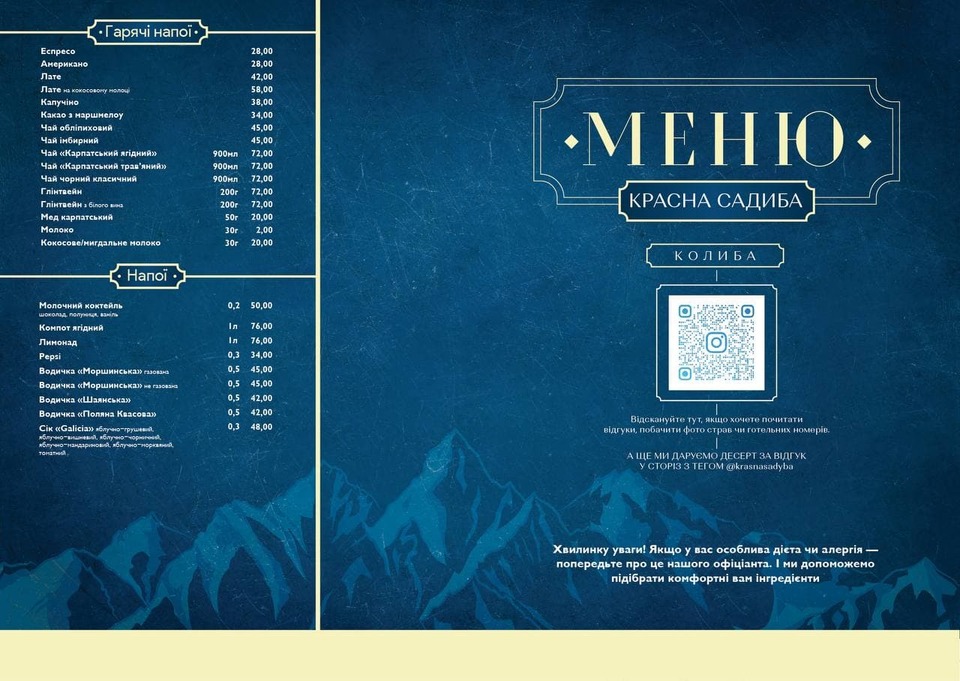 Гарячі напої
Еспресо 28,00
Американо 28,00
Лате 42,00
Лате на кокосовому молоці 58,00
Капучіно 38,00
Какао з маршмелоу 34,00
Чай обліпиховий 45,00
Чай імбирний 45,00
Чай «Карпатський ягідний» 900мл 72,00
Чай «Карпатський трав'яний» 900мл 72,00
Чай чорний класичний 900мл 72,00
Глінтвейн 200г 72,00
Глінтвейн з білого вина 200г 72,00
Мед карпатський 50г 20,00
Молоко 30г 2,00
Кокосове/мигдальне молоко 30г 20,00
Напої
Молочний коктейль 0,2 50,00
шоколад, полуниця, ваніль
Компот ягідний 1л 76,00
Лимонад 1л 76,00
Pepsi 0,3 34,00
Водичка «Моршинська» газована 0,5 45,00
Водичка «Моршинська» не газована 0,5 45,00
Водичка «Шаянська» 0,5 42,00
Водичка «Поляна Квасова» 0,5 42,00
Сік «Galicia» яблучно-грушевий, 0,3 48,00
яблучно-вишневий, яблучно-чорничний,
яблучно-мандариновий, яблучно-морквяний,
томатний
МЕНЮ
КРАСНА САДИБА
КОЛИБА
Відскануйте тут, якщо хочете почитати
відгуки, побачити фото страв чи готельних номерів.
А ЩЕ МИ ДАРУЄМО ДЕСЕРТ ЗА ВІДГУК
У СТОРІЗ З ТЕГОМ @krasnasadyba
Хвилинку уваги! Якщо у вас особлива дієта чи алергія —
попередьте про це нашого офіціанта. І ми допоможемо
підібрати комфортні вам інгредієнти